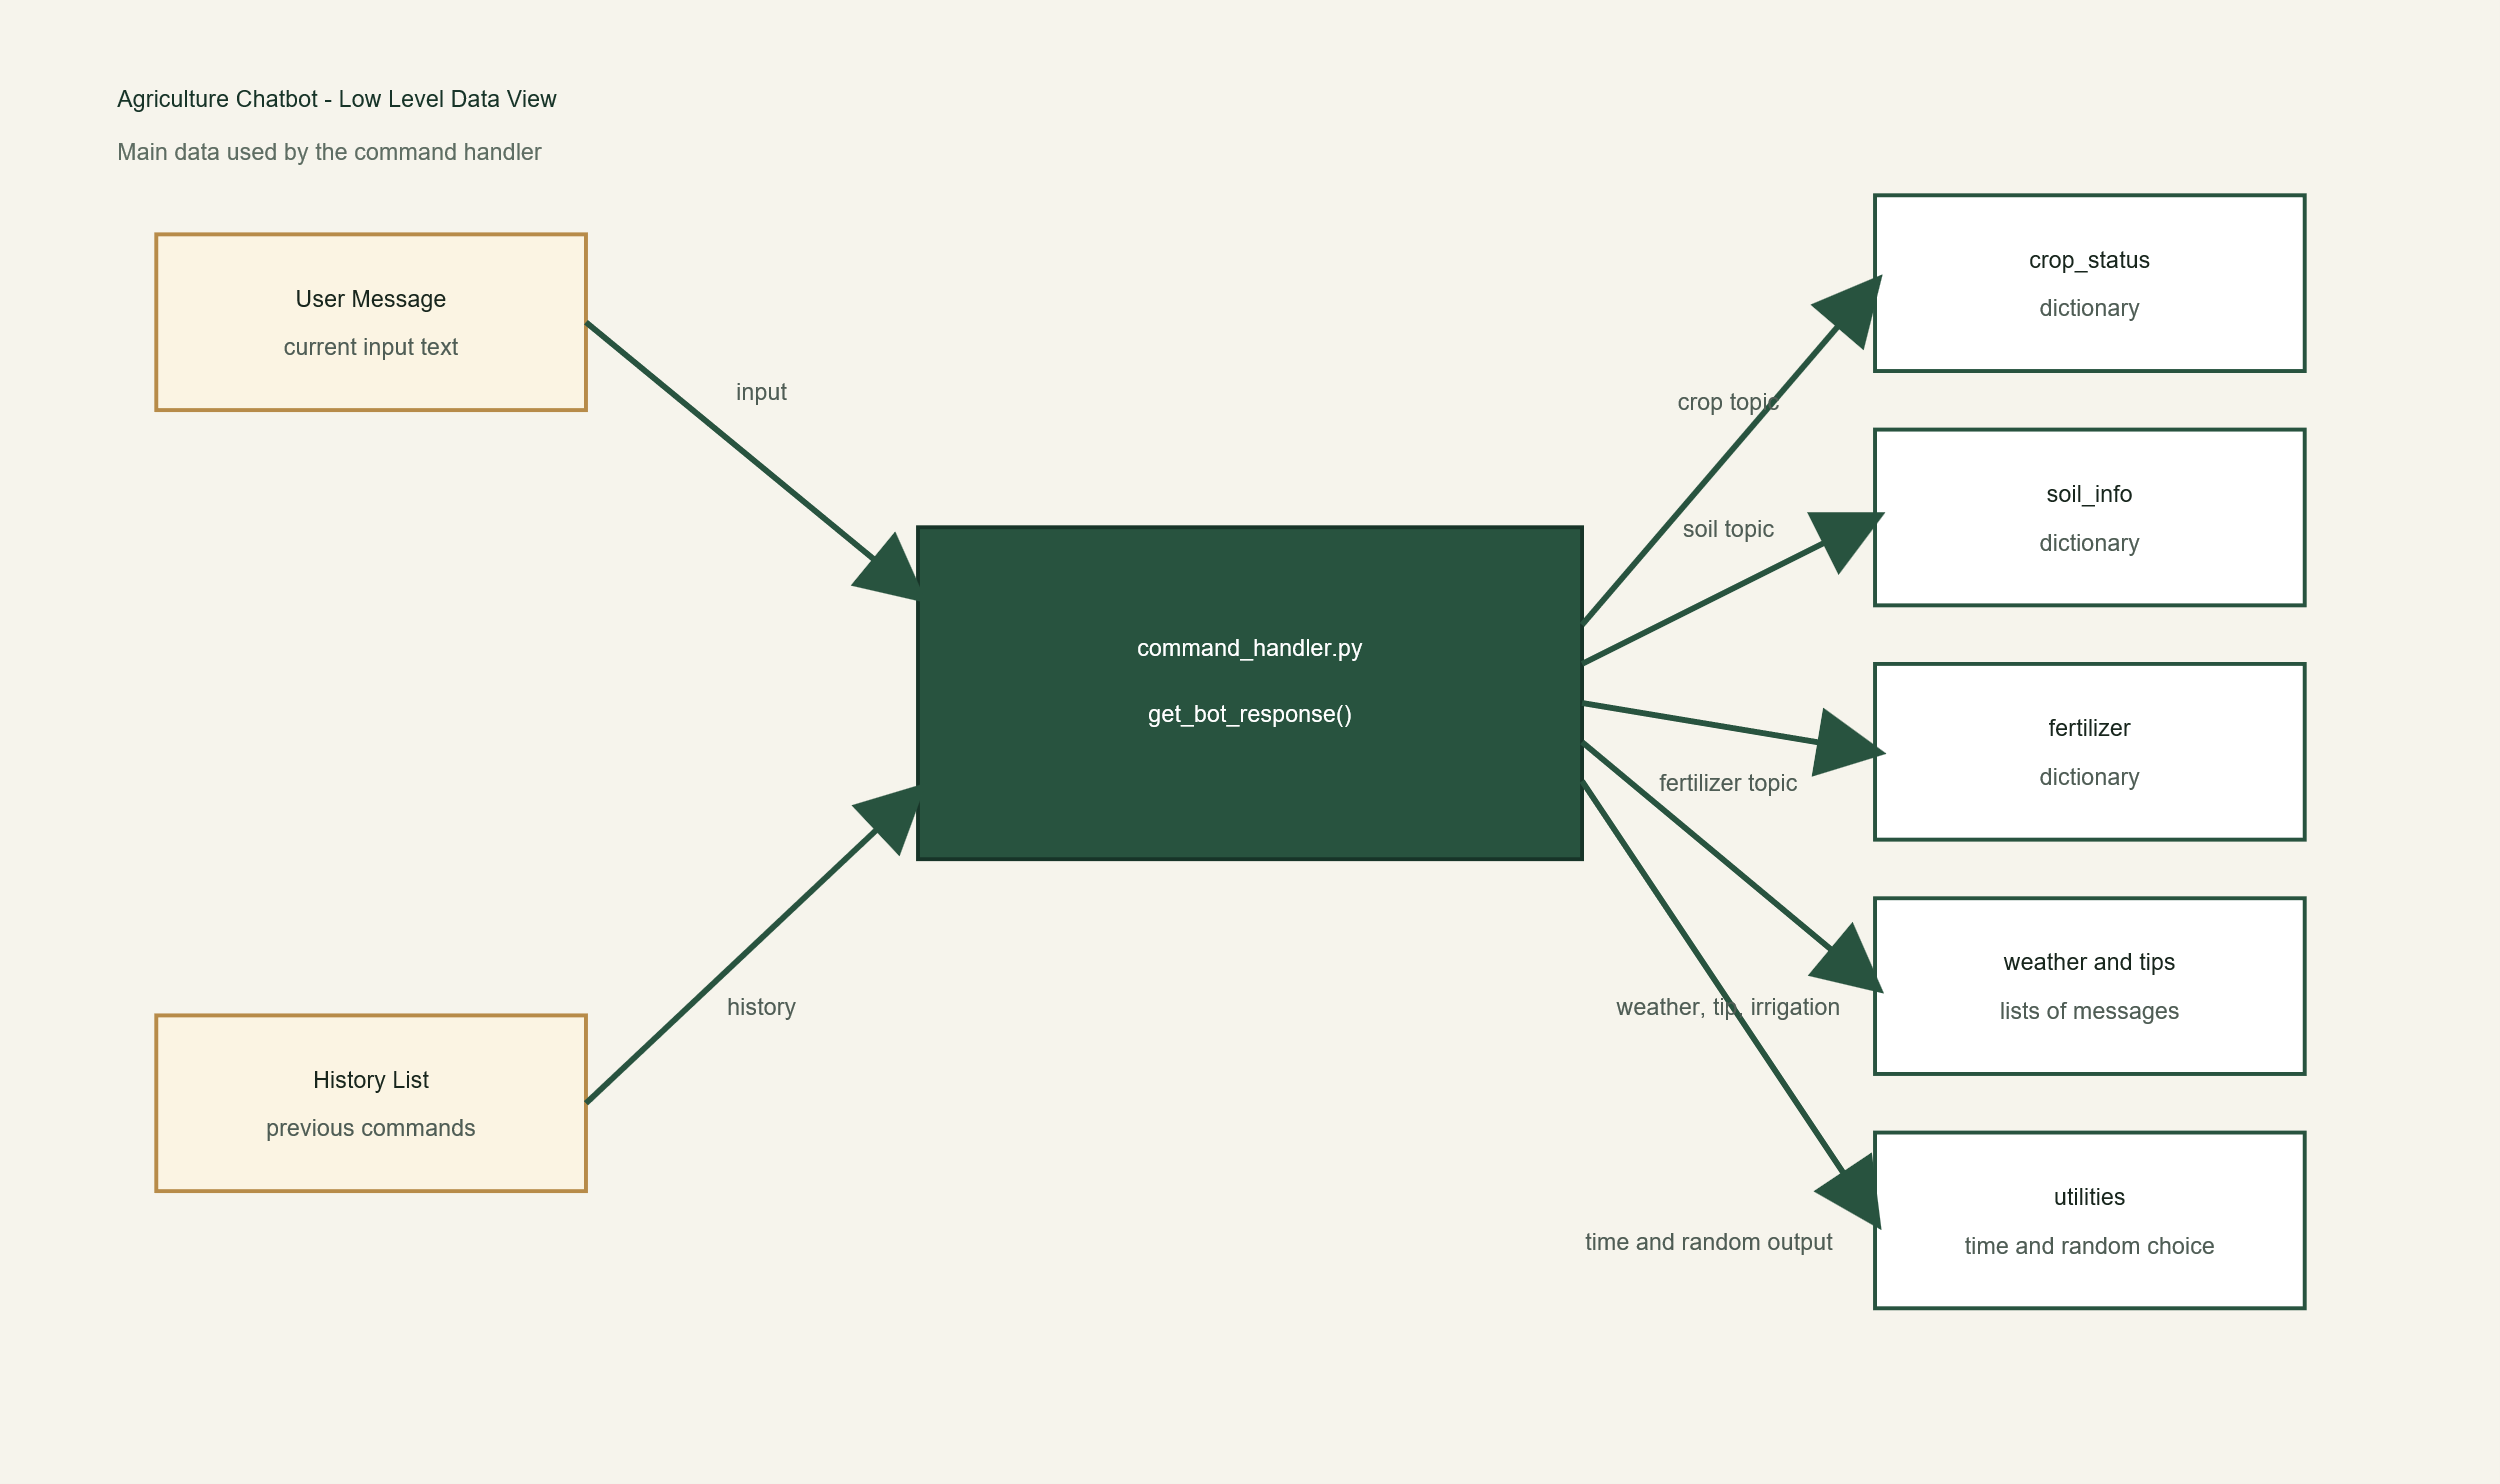 Agriculture Chatbot - Low Level Data View
Main data used by the command handler
User Message
current input text
input
History List
previous commands
history
command_handler.py
get_bot_response()
crop topic
soil topic
fertilizer topic
weather, tip, irrigation
time and random output
crop_status
dictionary
soil_info
dictionary
fertilizer
dictionary
weather and tips
lists of messages
utilities
time and random choice